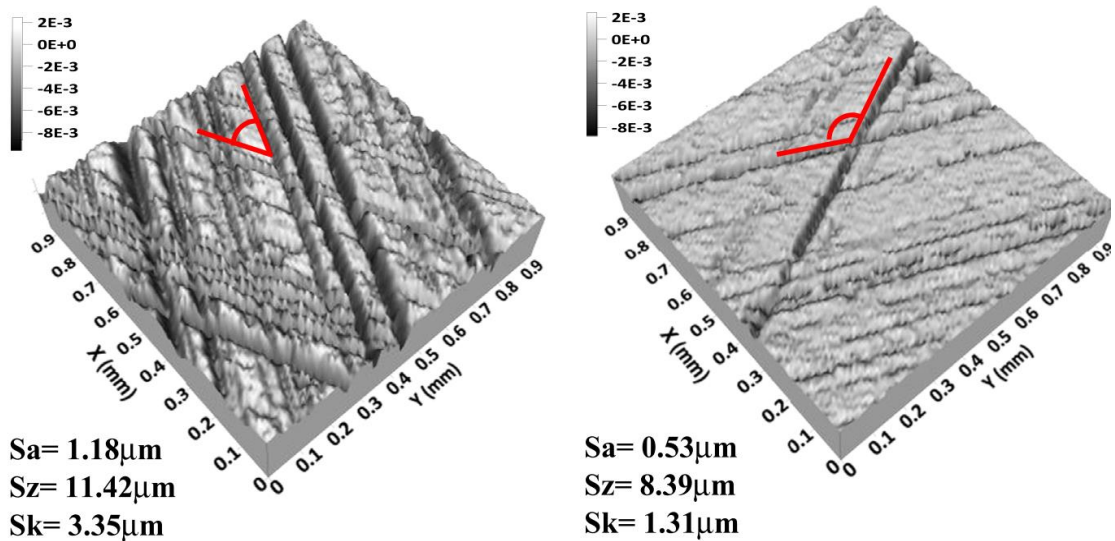 2E-3
0E+0
-2E-3
-4E-3
-6E-3
-8E-3
0.9
0.8
0.7
0.6
0.5
0.4
0.3
0.2
0.1
0
X (mm)
0
0.1
0.2
0.3
0.4
0.5
0.6
0.7
0.8
0.9
Y (mm)
Sa= 1.18µm
Sz= 11.42µm
Sk= 3.35µm
2E-3
0E+0
-2E-3
-4E-3
-6E-3
-8E-3
0.9
0.8
0.7
0.6
0.5
0.4
0.3
0.2
0.1
0
X (mm)
0
0.1
0.2
0.3
0.4
0.5
0.6
0.7
0.8
0.9
Y (mm)
Sa= 0.53µm
Sz= 8.39µm
Sk= 1.31µm